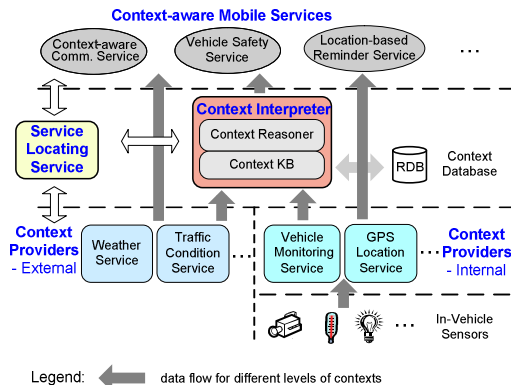 Context-aware Mobile Services
Context-aware
Comm. Service
Vehicle Safety
Service
Location-based
Reminder Service
...
Service
Locating
Service
Context Interpreter
Context Reasoner
Context KB
RDB
Context
Database
Context
Providers
- External
Weather
Service
Traffic
Condition
Service
...
Vehicle
Monitoring
Service
GPS
Location
Service
...
Context
Providers
- Internal
...
In-Vehicle
Sensors
Legend:
data flow for different levels of contexts